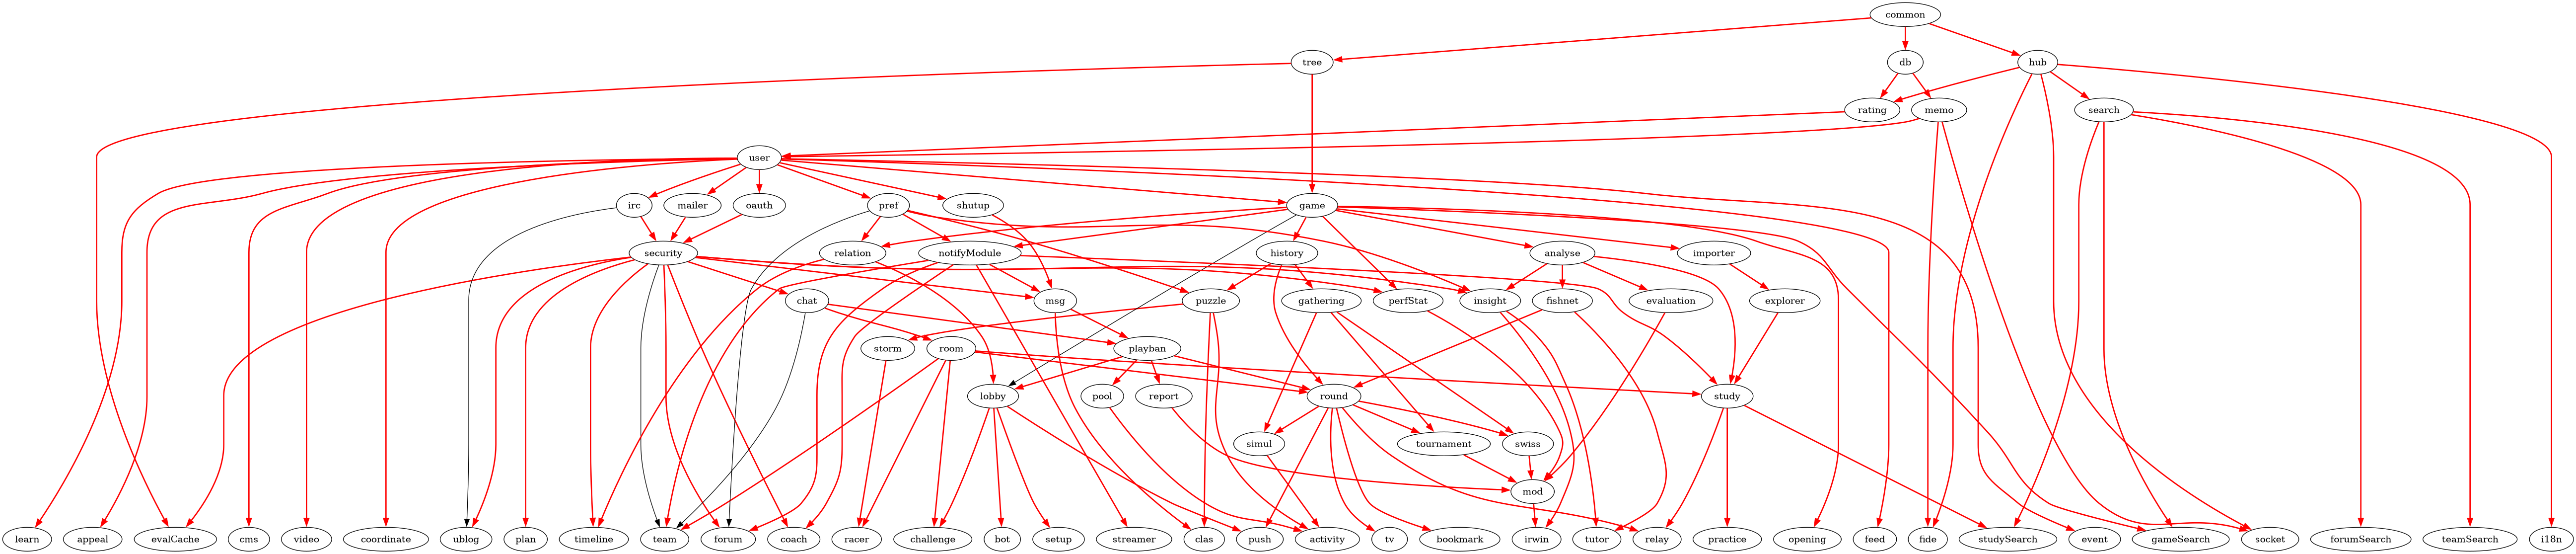 common
tree
db
hub
rating
memo
search
user
irc
mailer
oauth
pref
shutup
game
security
relation
notifyModule
history
analyse
importer
chat
msg
puzzle
gathering
perfStat
insight
fishnet
evaluation
explorer
storm
room
playban
lobby
pool
report
round
study
simul
tournament
swiss
mod
learn
appeal
evalCache
cms
video
coordinate
ublog
plan
timeline
team
forum
coach
racer
challenge
bot
setup
streamer
clas
push
activity
tv
bookmark
irwin
tutor
relay
practice
opening
feed
fide
studySearch
event
gameSearch
socket
forumSearch
teamSearch
i18n